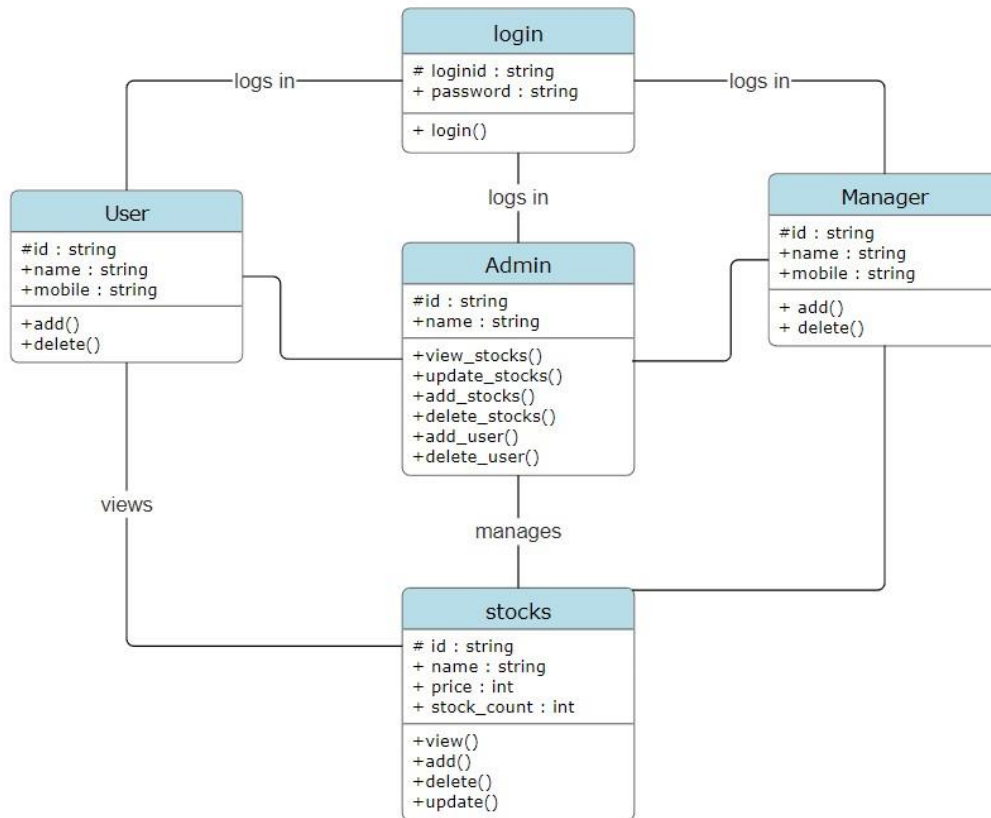 login
# loginid : string
+ password : string
+ login()
logs in
logs in
logs in
User
#id : string
+name : string
+mobile : string
+add()
+delete()
Manager
#id : string
+name : string
+mobile : string
+ add()
+ delete()
Admin
#id : string
+name : string
+view_stocks()
+update_stocks()
+add_stocks()
+delete_stocks()
+add_user()
+delete_user()
views
manages
stocks
# id : string
+ name : string
+ price : int
+ stock_count : int
+view()
+add()
+delete()
+update()